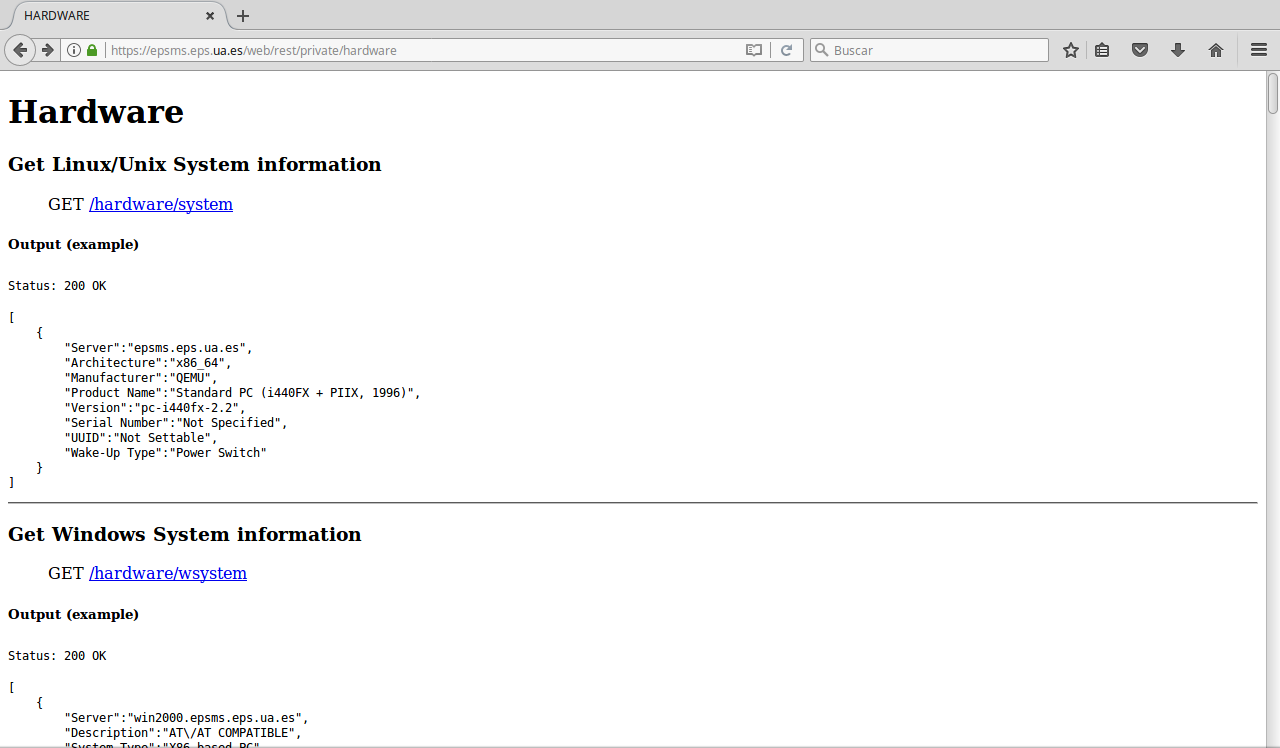 HARDWARE
https://epsms.eps.ua.es/web/rest/private/hardware
Buscar
Hardware
Get Linux/Unix System information
GET /hardware/system
Output (example)
Status: 200 OK
[
{
"Server":"epsms.eps.ua.es",
"Architecture":"x86_64",
"Manufacturer":"QEMU",
"Product Name":"Standard PC (i440FX + PIIX, 1996)",
"Version":"pc-i440fx-2.2",
"Serial Number":"Not Specified",
"UUID":"Not Settable",
"Wake-Up Type":"Power Switch"
}
]
Get Windows System information
GET /hardware/wsystem
Output (example)
Status: 200 OK
[
{
"Server":"win2000.epsms.eps.ua.es",
"Description":"AT\/AT COMPATIBLE",
"System Type":"X86-based PC"